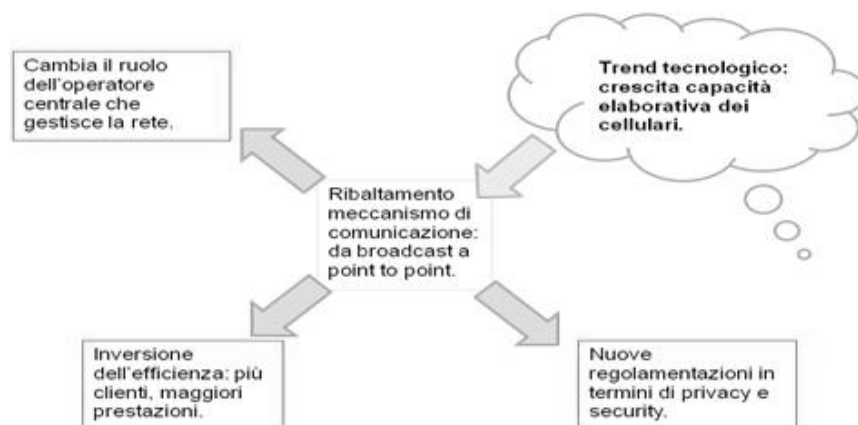 Cambia il ruolo
dell'operatore
centrale che
gestisce la rete.
Trend tecnologico:
crescita capacità
elaborativa dei
cellulari.
Ribaltamento
meccanismo di
comunicazione:
da broadcast a
point to point.
Inversione
dell'efficienza: più
clienti, maggiori
prestazioni.
Nuove
regolamentazioni in
termini di privacy e
security.